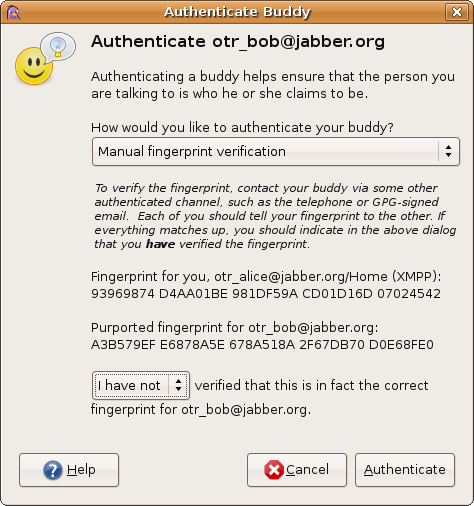 Authenticate Buddy
Authenticate otr_bob@jabber.org
Authenticating a buddy helps ensure that the person you
are talking to is who he or she claims to be.
How would you like to authenticate your buddy?
Manual fingerprint verification
To verify the fingerprint, contact your buddy via some other
authenticated channel, such as the telephone or GPG-signed
email.  Each of you should tell your fingerprint to the other. If
everything matches up, you should indicate in the above dialog
that you have verified the fingerprint.
Fingerprint for you, otr_alice@jabber.org/Home (XMPP):
93969874 D4AA01BE 981DF59A CD01D16D 07024542
Purported fingerprint for otr_bob@jabber.org:
A3B579EF E6878A5E 678A518A 2F67DB70 D0E68FE0
I have not verified that this is in fact the correct
fingerprint for otr_bob@jabber.org.
Help Cancel Authenticate